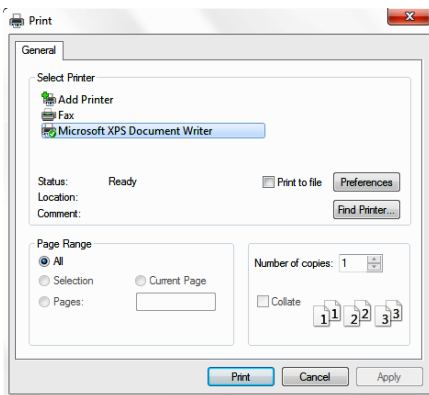 Print
General
Select Printer
Add Printer
Fax
Microsoft XPS Document Writer
Status: Ready Print to file Preferences
Location:
Comment: Find Printer...
Page Range
All Number of copies: 1
Selection Current Page
Pages: Collate
1 1 2 2 3 3
Print Cancel Apply